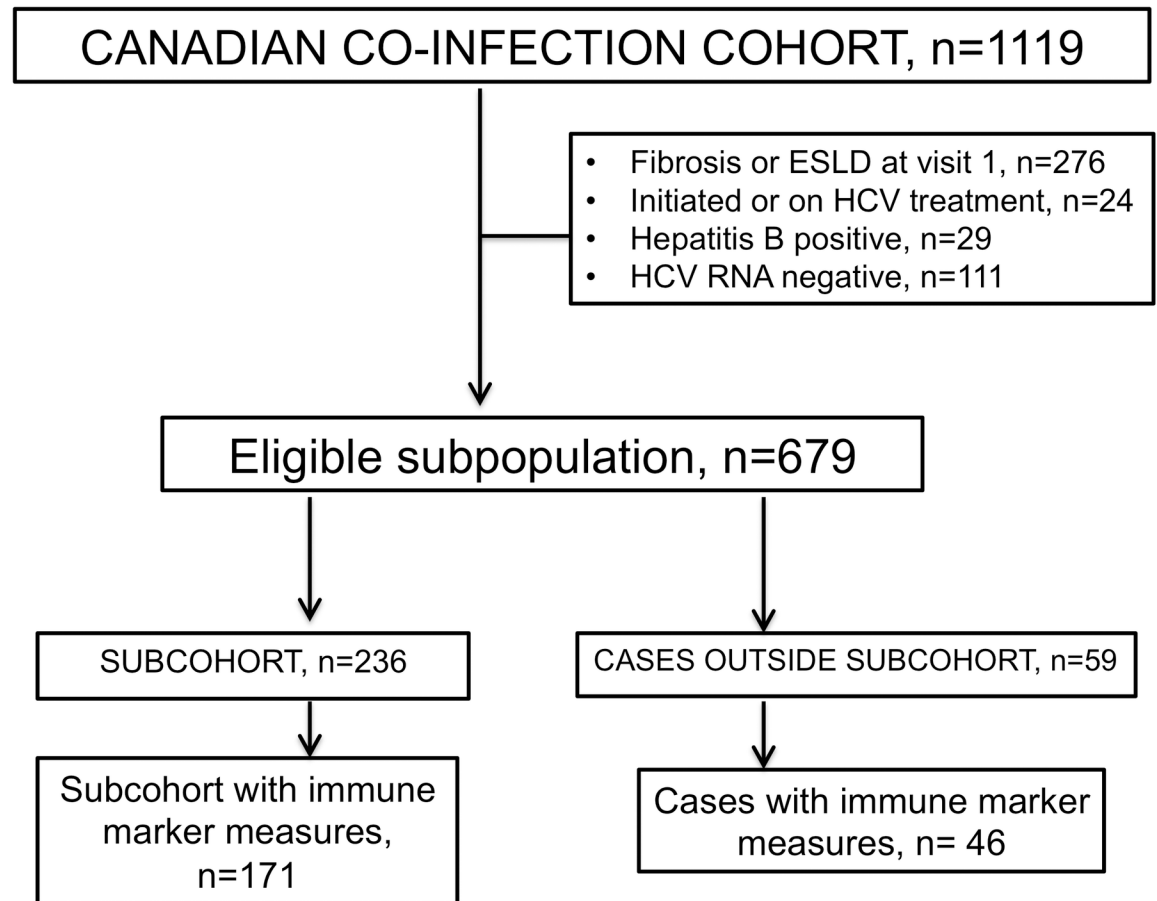 CANADIAN CO-INFECTION COHORT, n=1119
• Fibrosis or ESLD at visit 1, n=276
• Initiated or on HCV treatment, n=24
• Hepatitis B positive, n=29
• HCV RNA negative, n=111
Eligible subpopulation, n=679
SUBCOHORT, n=236
CASES OUTSIDE SUBCOHORT, n=59
Subcohort with immune
marker measures,
n=171
Cases with immune marker
measures, n= 46